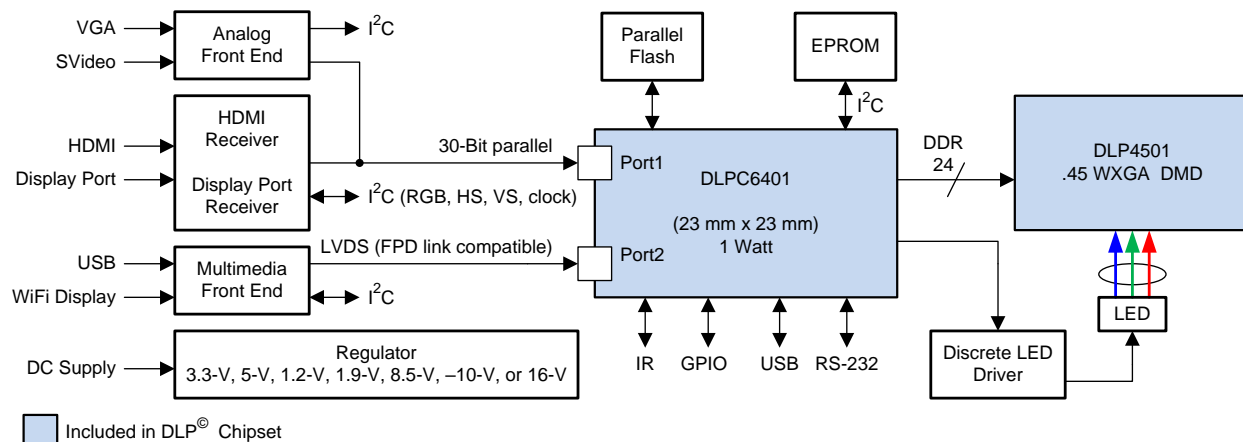 VGA
SVideo
Analog
Front End
I²C
Parallel
Flash
EPROM
I²C
HDMI
Display Port
HDMI
Receiver
Display Port
Receiver
30-Bit parallel
I²C (RGB, HS, VS, clock)
Port1
DLPC6401
(23 mm x 23 mm)
1 Watt
Port2
DDR
24
DLP4501
.45 WXGA DMD
USB
WiFi Display
Multimedia
Front End
LVDS (FPD link compatible)
I²C
LED
IR
GPIO
USB
RS-232
Discrete LED
Driver
DC Supply
Regulator
3.3-V, 5-V, 1.2-V, 1.9-V, 8.5-V, –10-V, or 16-V
Included in DLP© Chipset